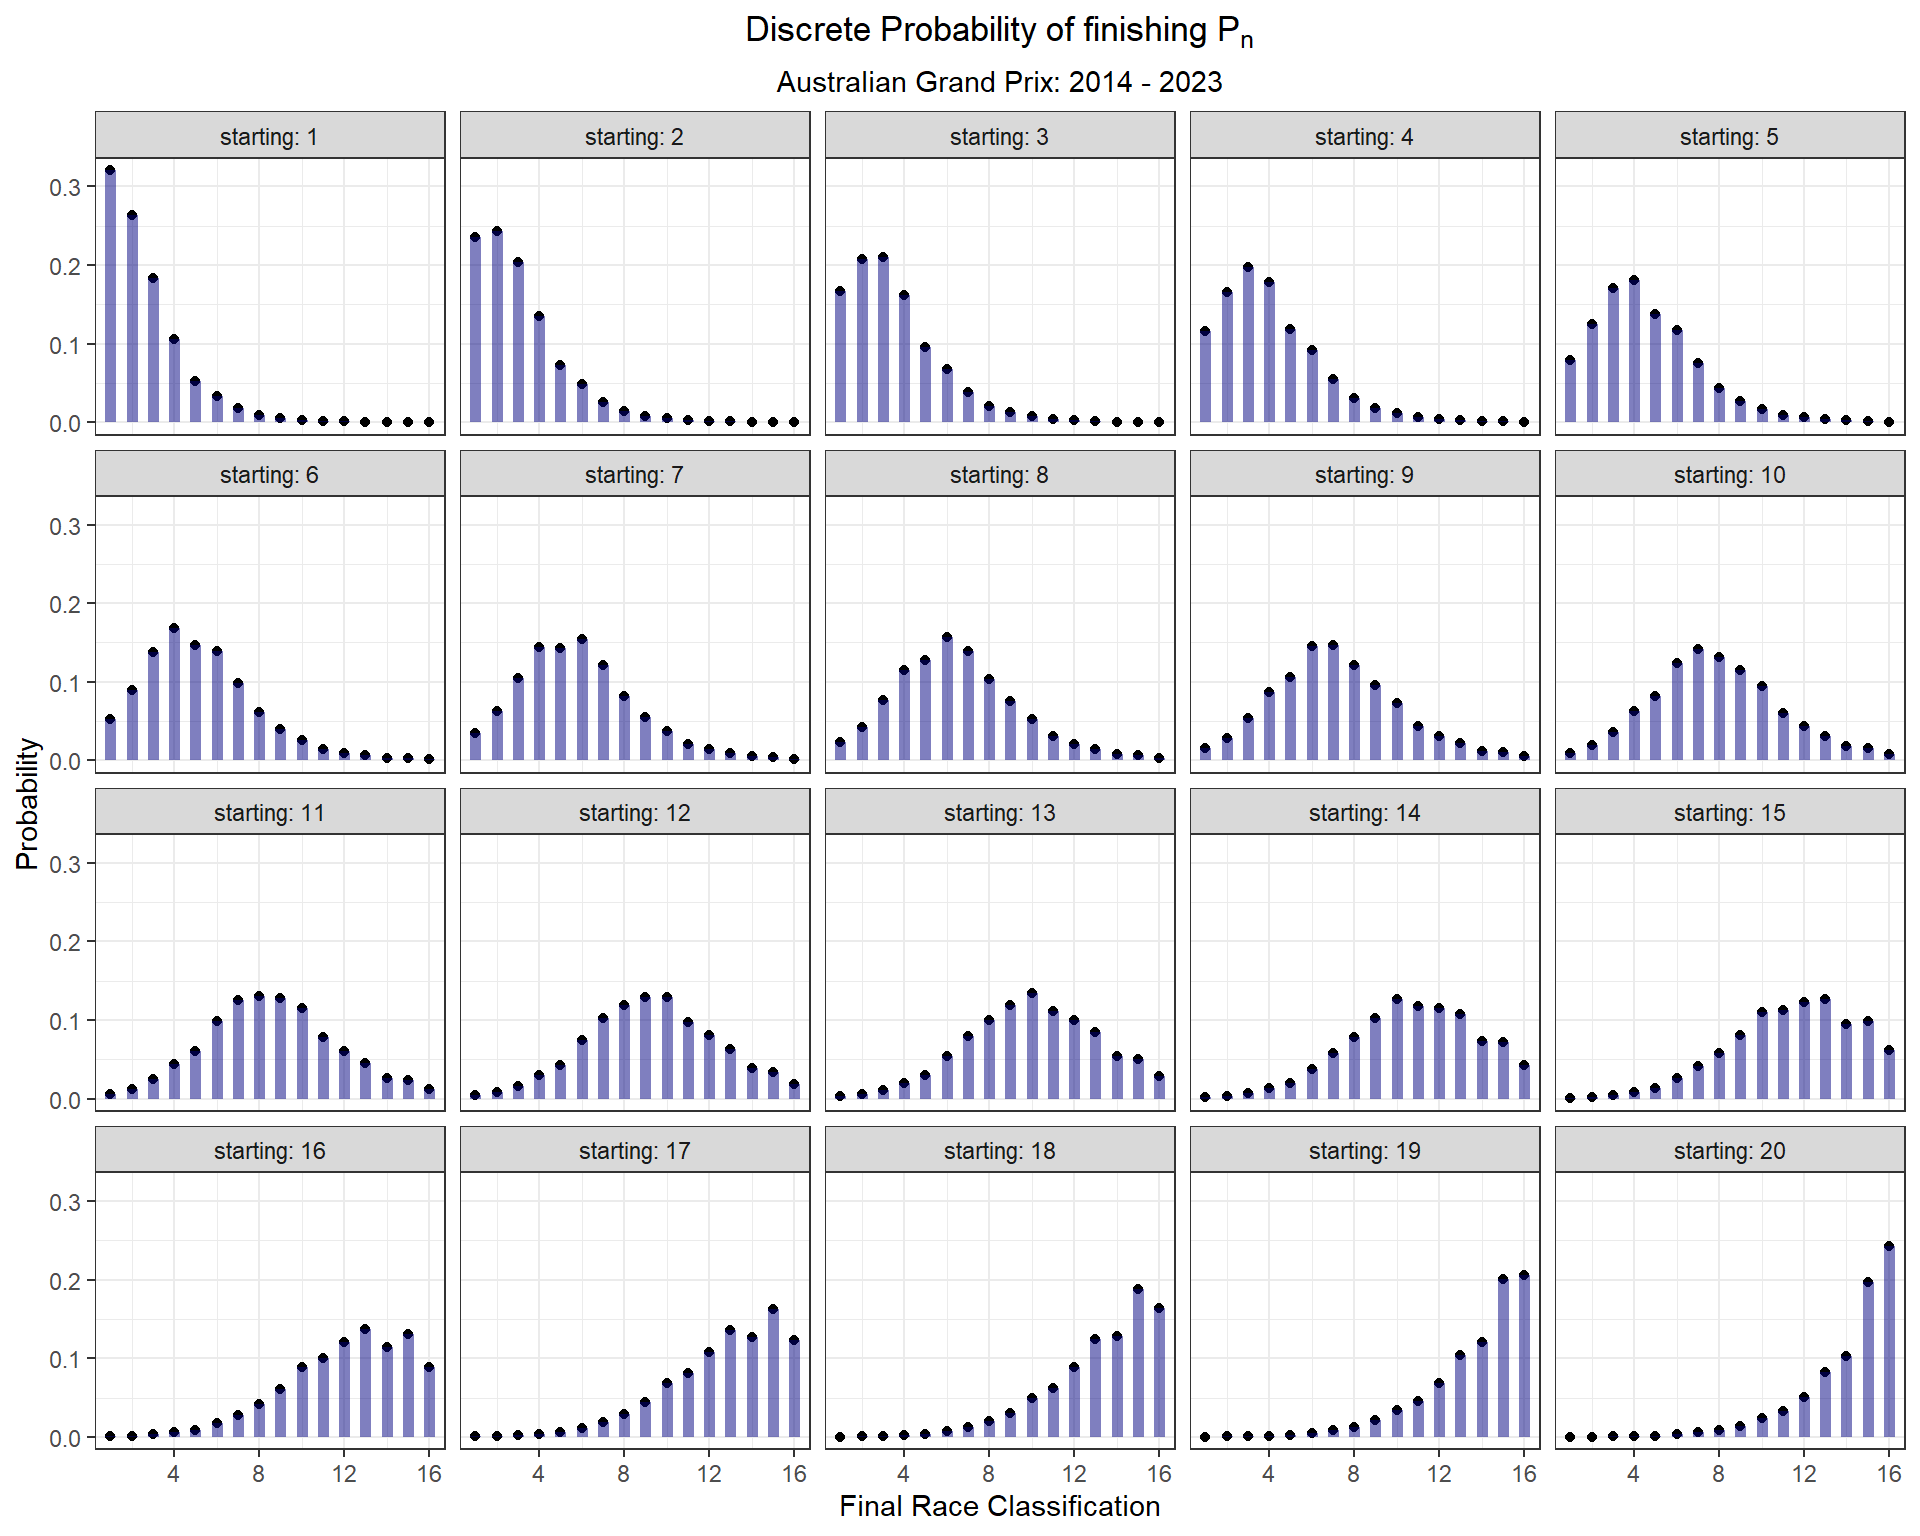 Discrete Probability of finishing Pn
Australian Grand Prix: 2014 - 2023
starting: 1
starting: 2
starting: 3
starting: 4
starting: 5
0.3
0.2
0.1
0.0
starting: 6
starting: 7
starting: 8
starting: 9
starting: 10
0.3
0.2
0.1
0.0
starting: 11
starting: 12
starting: 13
starting: 14
starting: 15
0.3
0.2
0.1
0.0
starting: 16
starting: 17
starting: 18
starting: 19
starting: 20
0.3
0.2
0.1
0.0
Probability
4 8 12 16
4 8 12 16
4 8 12 16
4 8 12 16
4 8 12 16
Final Race Classification